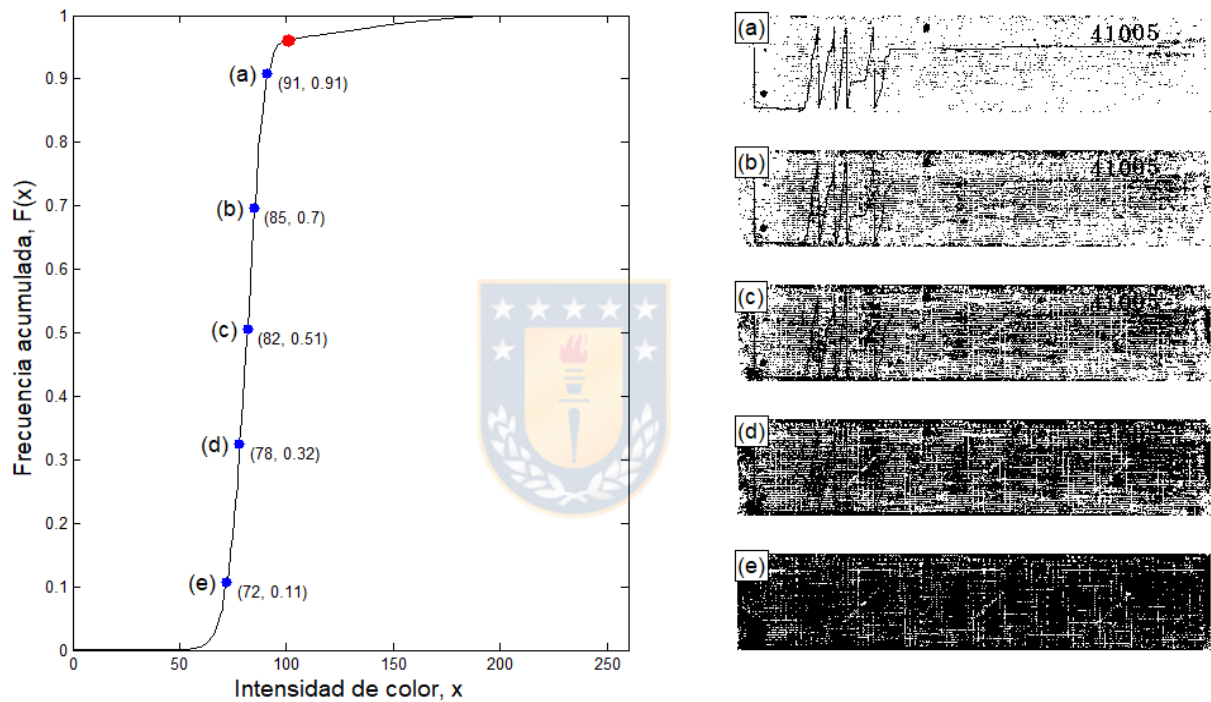 1
0.9
0.8
0.7
0.6
0.5
0.4
0.3
0.2
0.1
0
Frecuencia acumulada, F(x)
(a)
(91, 0.91)
(b)
(85, 0.7)
(c)
(82, 0.51)
(d)
(78, 0.32)
(e)
(72, 0.11)
0 50 100 150 200 250
Intensidad de color, x
(a)
41005
(b)
41005
(c)
41005
(d)
(e)